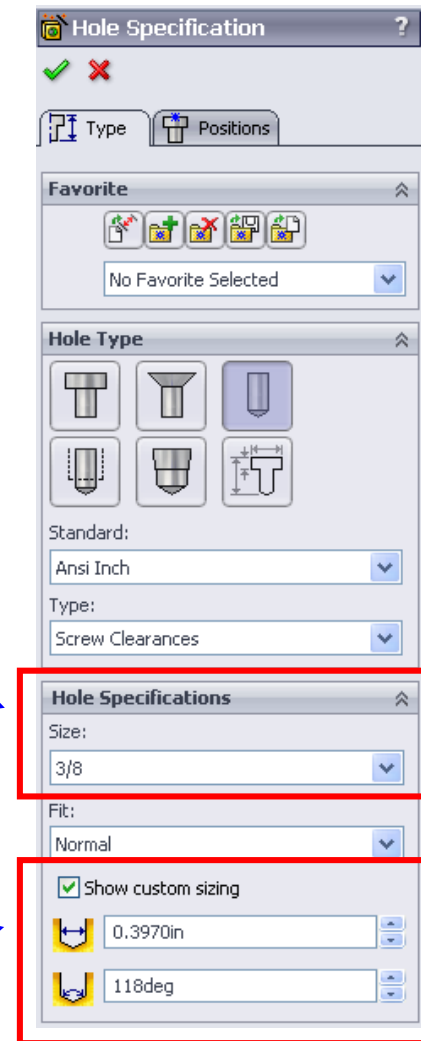 Hole Specification ?
Type Positions
Favorite
No Favorite Selected
Hole Type
Standard:
Ansi Inch
Type:
Screw Clearances
Hole Specifications
Size:
3/8
Fit:
Normal
Show custom sizing
0.3970in
118deg